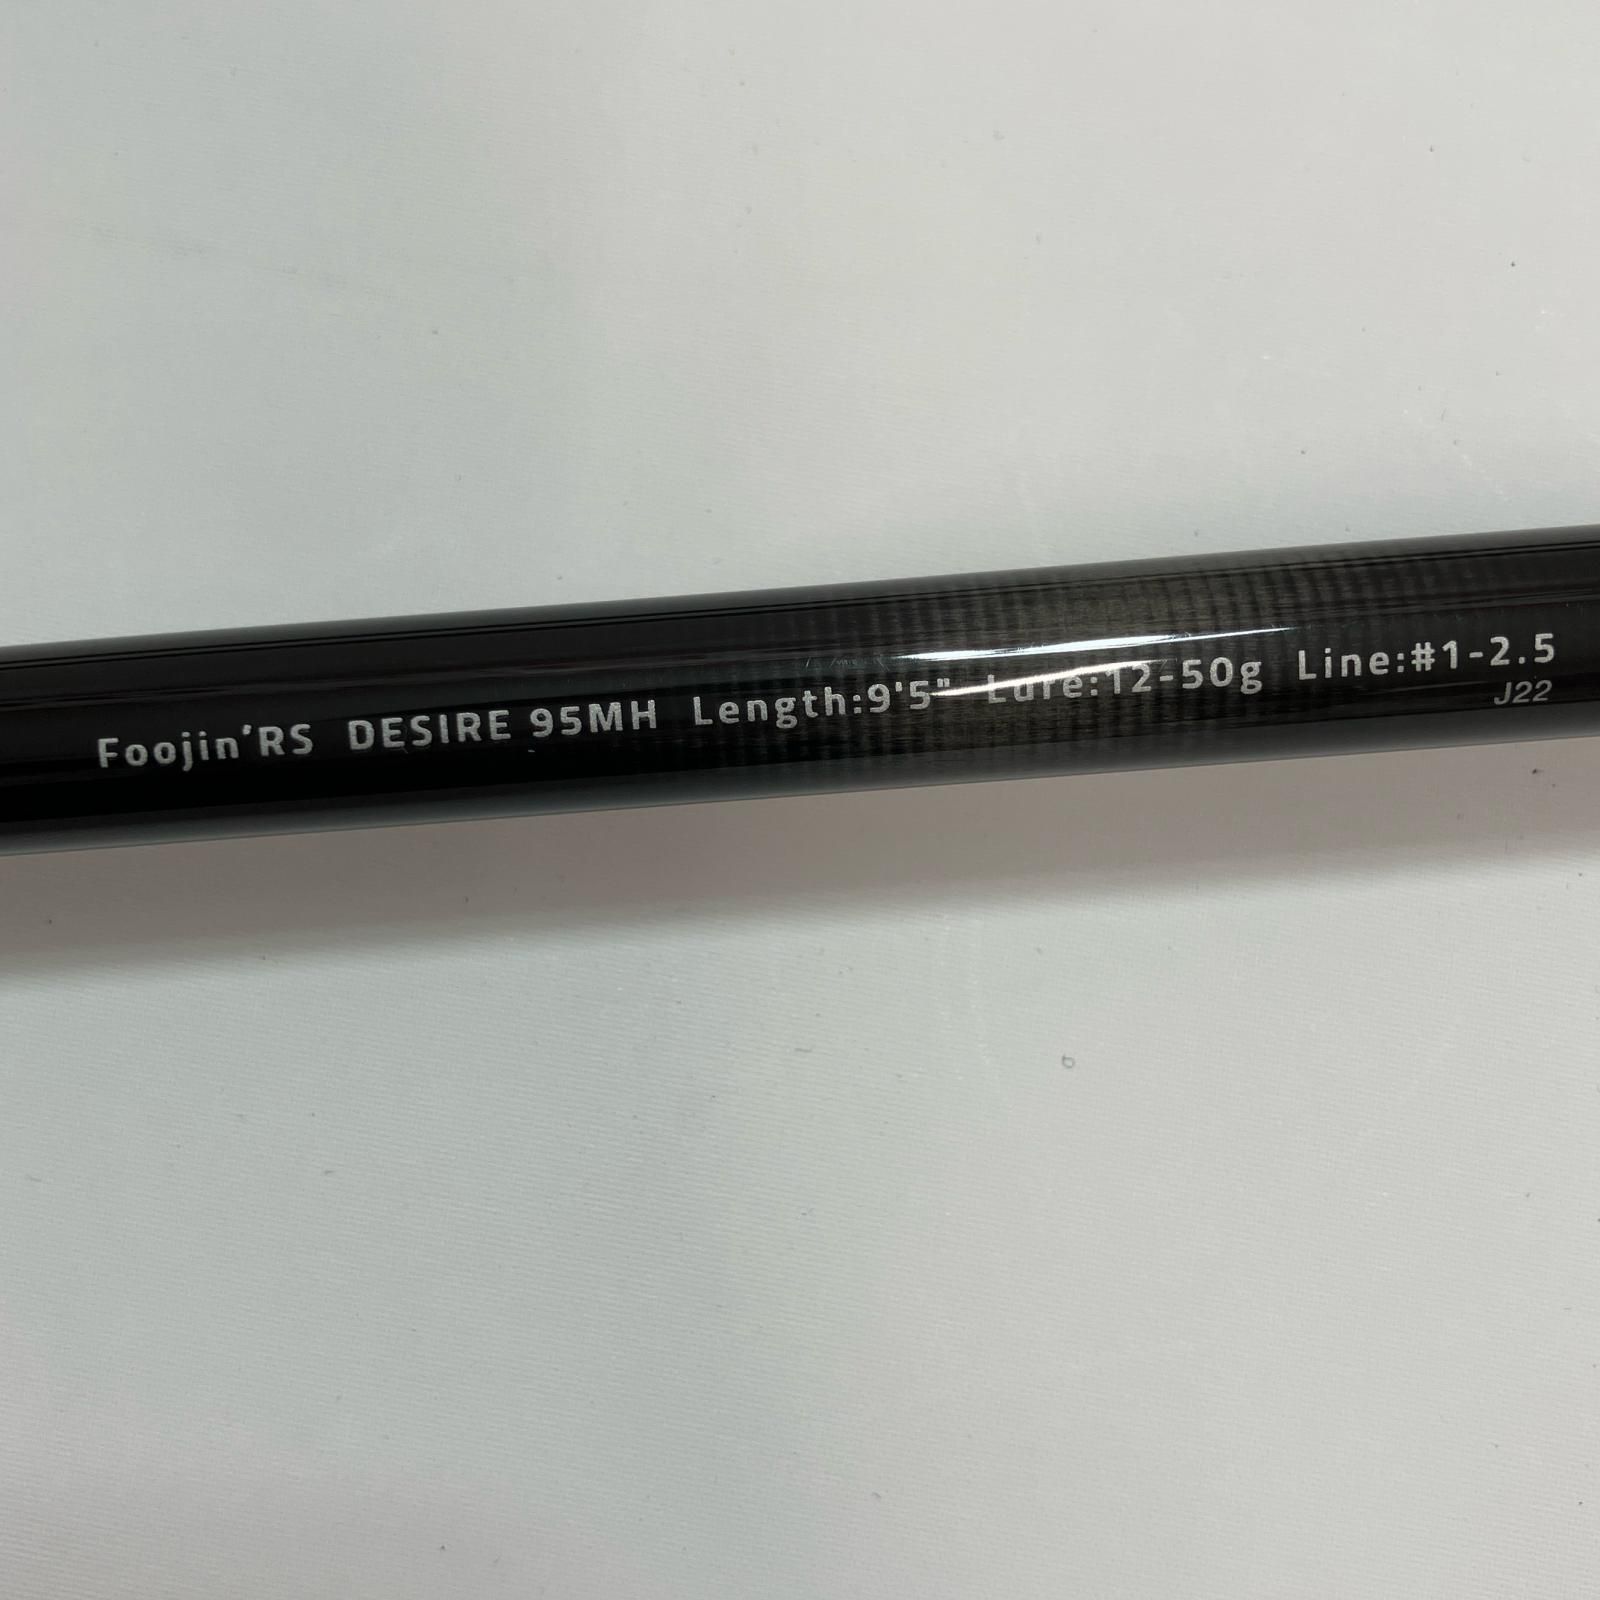 Foojin'RS DESIRE 95MH Length:9'5" Lure:12-50g Line:#1-2.5
J22